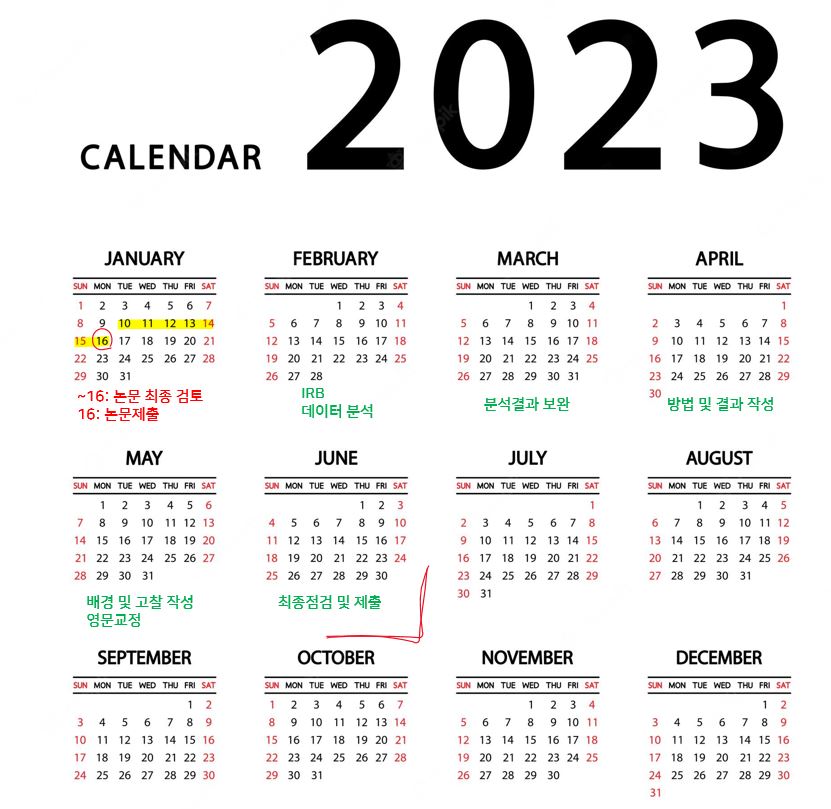 2023
CALENDAR
JANUARY
SUN MON TUE WED THU FRI SAT
1 2 3 4 5 6 7
8 9 10 11 12 13 14
15 16 17 18 19 20 21
22 23 24 25 26 27 28
29 30 31
~16: 논문 최종 검토
16: 논문제출
FEBRUARY
SUN MON TUE WED THU FRI SAT
1 2 3 4
5 6 7 8 9 10 11
12 13 14 15 16 17 18
19 20 21 22 23 24 25
26 27 28
IRB
데이터 분석
MARCH
SUN MON TUE WED THU FRI SAT
1 2 3 4
5 6 7 8 9 10 11
12 13 14 15 16 17 18
19 20 21 22 23 24 25
26 27 28 29 30 31
분석결과 보완
APRIL
SUN MON TUE WED THU FRI SAT
1
2 3 4 5 6 7 8
9 10 11 12 13 14 15
16 17 18 19 20 21 22
23 24 25 26 27 28 29
30
방법 및 결과 작성
MAY
SUN MON TUE WED THU FRI SAT
1 2 3 4 5 6
7 8 9 10 11 12 13
14 15 16 17 18 19 20
21 22 23 24 25 26 27
28 29 30 31
배경 및 고찰 작성
영문교정
JUNE
SUN MON TUE WED THU FRI SAT
1 2 3
4 5 6 7 8 9 10
11 12 13 14 15 16 17
18 19 20 21 22 23 24
25 26 27 28 29 30
최종점검 및 제출
JULY
SUN MON TUE WED THU FRI SAT
1
2 3 4 5 6 7 8
9 10 11 12 13 14 15
16 17 18 19 20 21 22
23 24 25 26 27 28 29
30 31
AUGUST
SUN MON TUE WED THU FRI SAT
1 2 3 4 5
6 7 8 9 10 11 12
13 14 15 16 17 18 19
20 21 22 23 24 25 26
27 28 29 30 31
SEPTEMBER
SUN MON TUE WED THU FRI SAT
1 2
3 4 5 6 7 8 9
10 11 12 13 14 15 16
17 18 19 20 21 22 23
24 25 26 27 28 29 30
OCTOBER
SUN MON TUE WED THU FRI SAT
1 2 3 4 5 6 7
8 9 10 11 12 13 14
15 16 17 18 19 20 21
22 23 24 25 26 27 28
29 30 31
NOVEMBER
SUN MON TUE WED THU FRI SAT
1 2 3 4
5 6 7 8 9 10 11
12 13 14 15 16 17 18
19 20 21 22 23 24 25
26 27 28 29 30
DECEMBER
SUN MON TUE WED THU FRI SAT
1 2
3 4 5 6 7 8 9
10 11 12 13 14 15 16
17 18 19 20 21 22 23
24 25 26 27 28 29 30
31